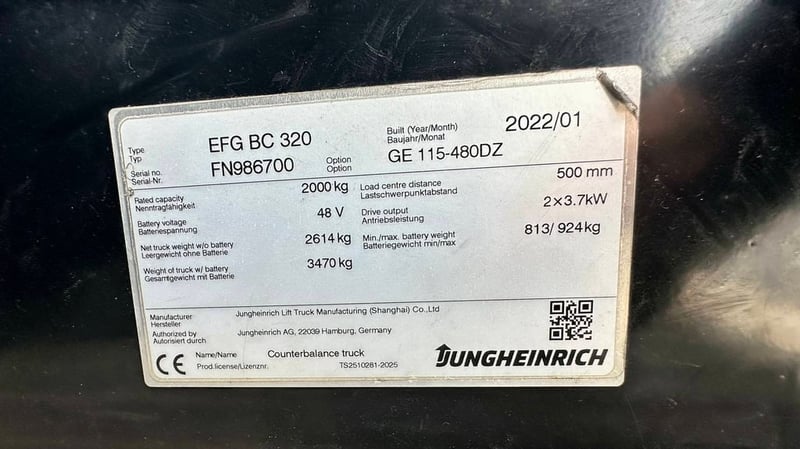 Type EFG BC 320 Built (Year/Month) 2022/01
Typ Baujahr/Monat
Serial no. FN986700 Option GE 115-480DZ
Serial-Nr. Option
Rated capacity 2000 kg Load centre distance 500 mm
Nenntragfähigkeit Lastschwerpunktabstand
Battery voltage 48 V Drive output 2×3.7kW
Batteriespannung Antriebsleistung
Net truck weight w/o battery 2614 kg Min./max. battery weight 813/ 924 kg
Leergewicht ohne Batterie Batteriegewicht min/max
Weight of truck w/ battery 3470 kg
Gesamtgewicht mit Batterie
Manufacturer Jungheinrich Lift Truck Manufacturing (Shanghai) Co.,Ltd
Hersteller
Authorized by Jungheinrich AG, 22039 Hamburg, Germany
Autorisiert durch
CE Name/Name Counterbalance truck JUNGHEINRICH
Prod.license/Lizenznr. TS2510281-2025